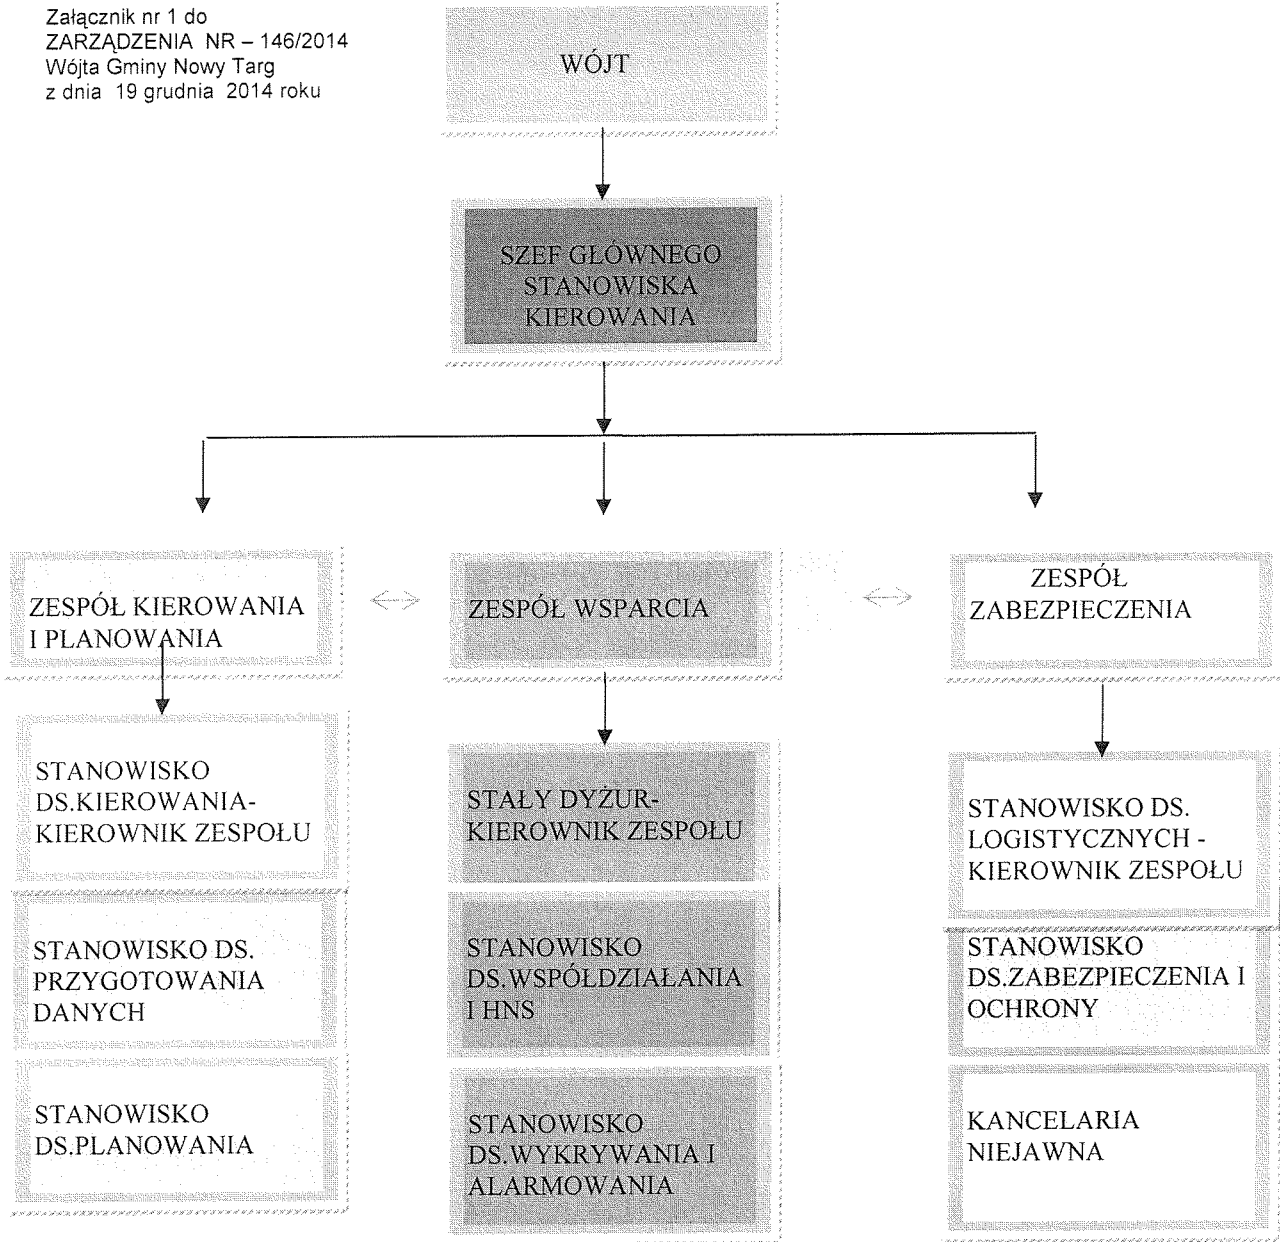 Załącznik nr 1 do
ZARZĄDZENIA NR – 146/2014
Wójta Gminy Nowy Targ
z dnia 19 grudnia 2014 roku
WÓJT
SZEF GŁÓWNEGO
STANOWISKA
KIEROWANIA
ZESPÓŁ KIEROWANIA
I PLANOWANIA
ZESPÓŁ WSPARCIA
ZESPÓŁ
ZABEZPIECZENIA
STANOWISKO
DS.KIEROWANIA-
KIEROWNIK ZESPOŁU
STANOWISKO DS.
PRZYGOTOWANIA
DANYCH
STANOWISKO
DS.PLANOWANIA
STAŁY DYŻUR-
KIEROWNIK ZESPOŁU
STANOWISKO
DS.WSPÓŁDZIAŁANIA
I HNS
STANOWISKO
DS.WYKRYWANIA I
ALARMOWANIA
STANOWISKO DS.
LOGISTYCZNYCH -
KIEROWNIK ZESPOŁU
STANOWISKO
DS.ZABEZPIECZENIA I
OCHRONY
KANCELARIA
NIEJAWNA